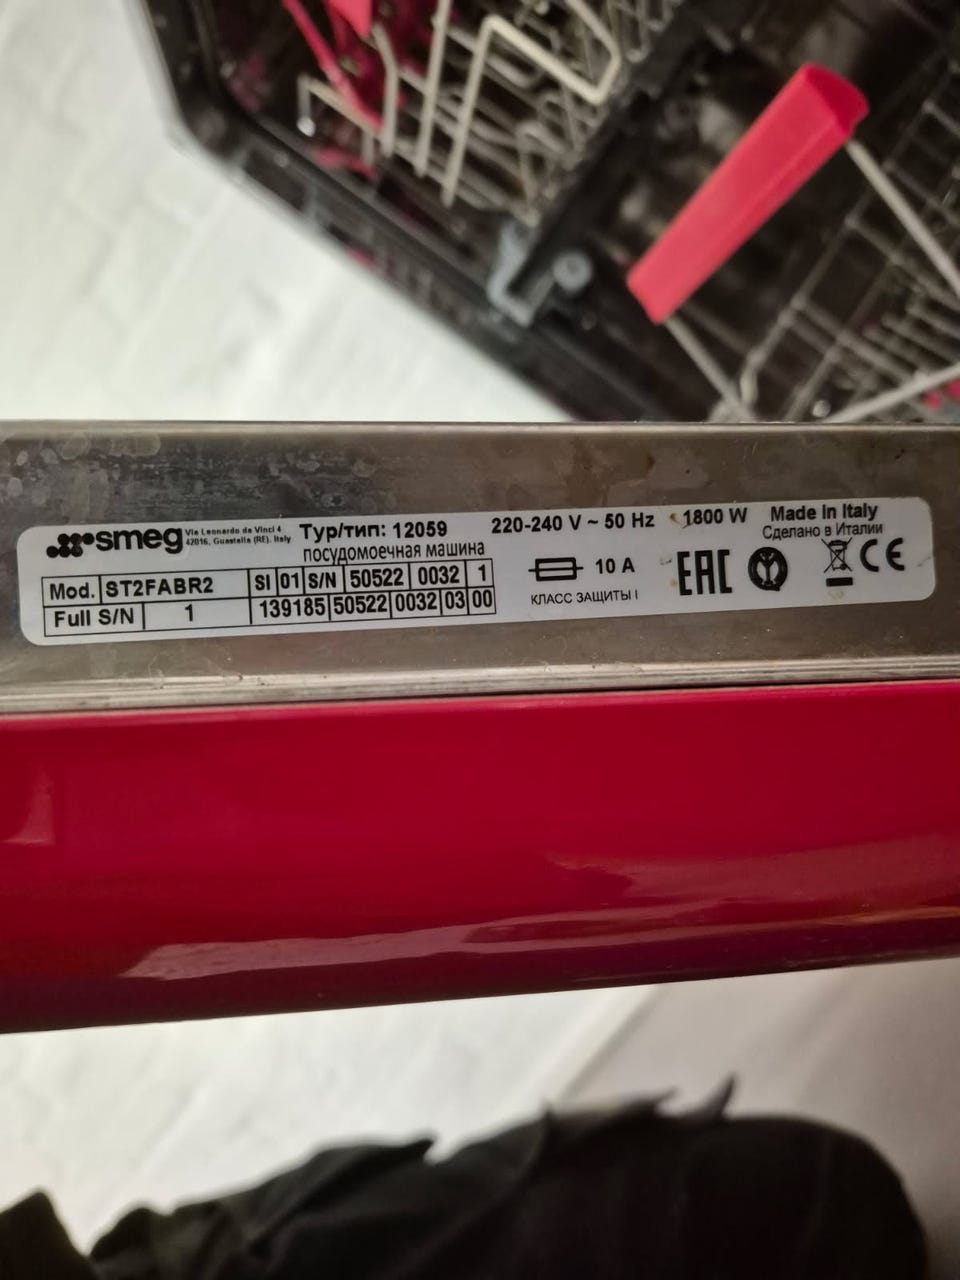 smeg Via Leonardo da Vinci 4
42016, Guastalla (RE), Italy
Typ/тип: 12059
посудомоечная машина
Mod. ST2FABR2 SI 01 S/N 50522 0032 1
Full S/N 1 139185 50522 0032 03 00
220-240 V ~ 50 Hz 1800 W
10 A
КЛАСС ЗАЩИТЫ I
Made in Italy
Сделано в Италии
EAC
CE